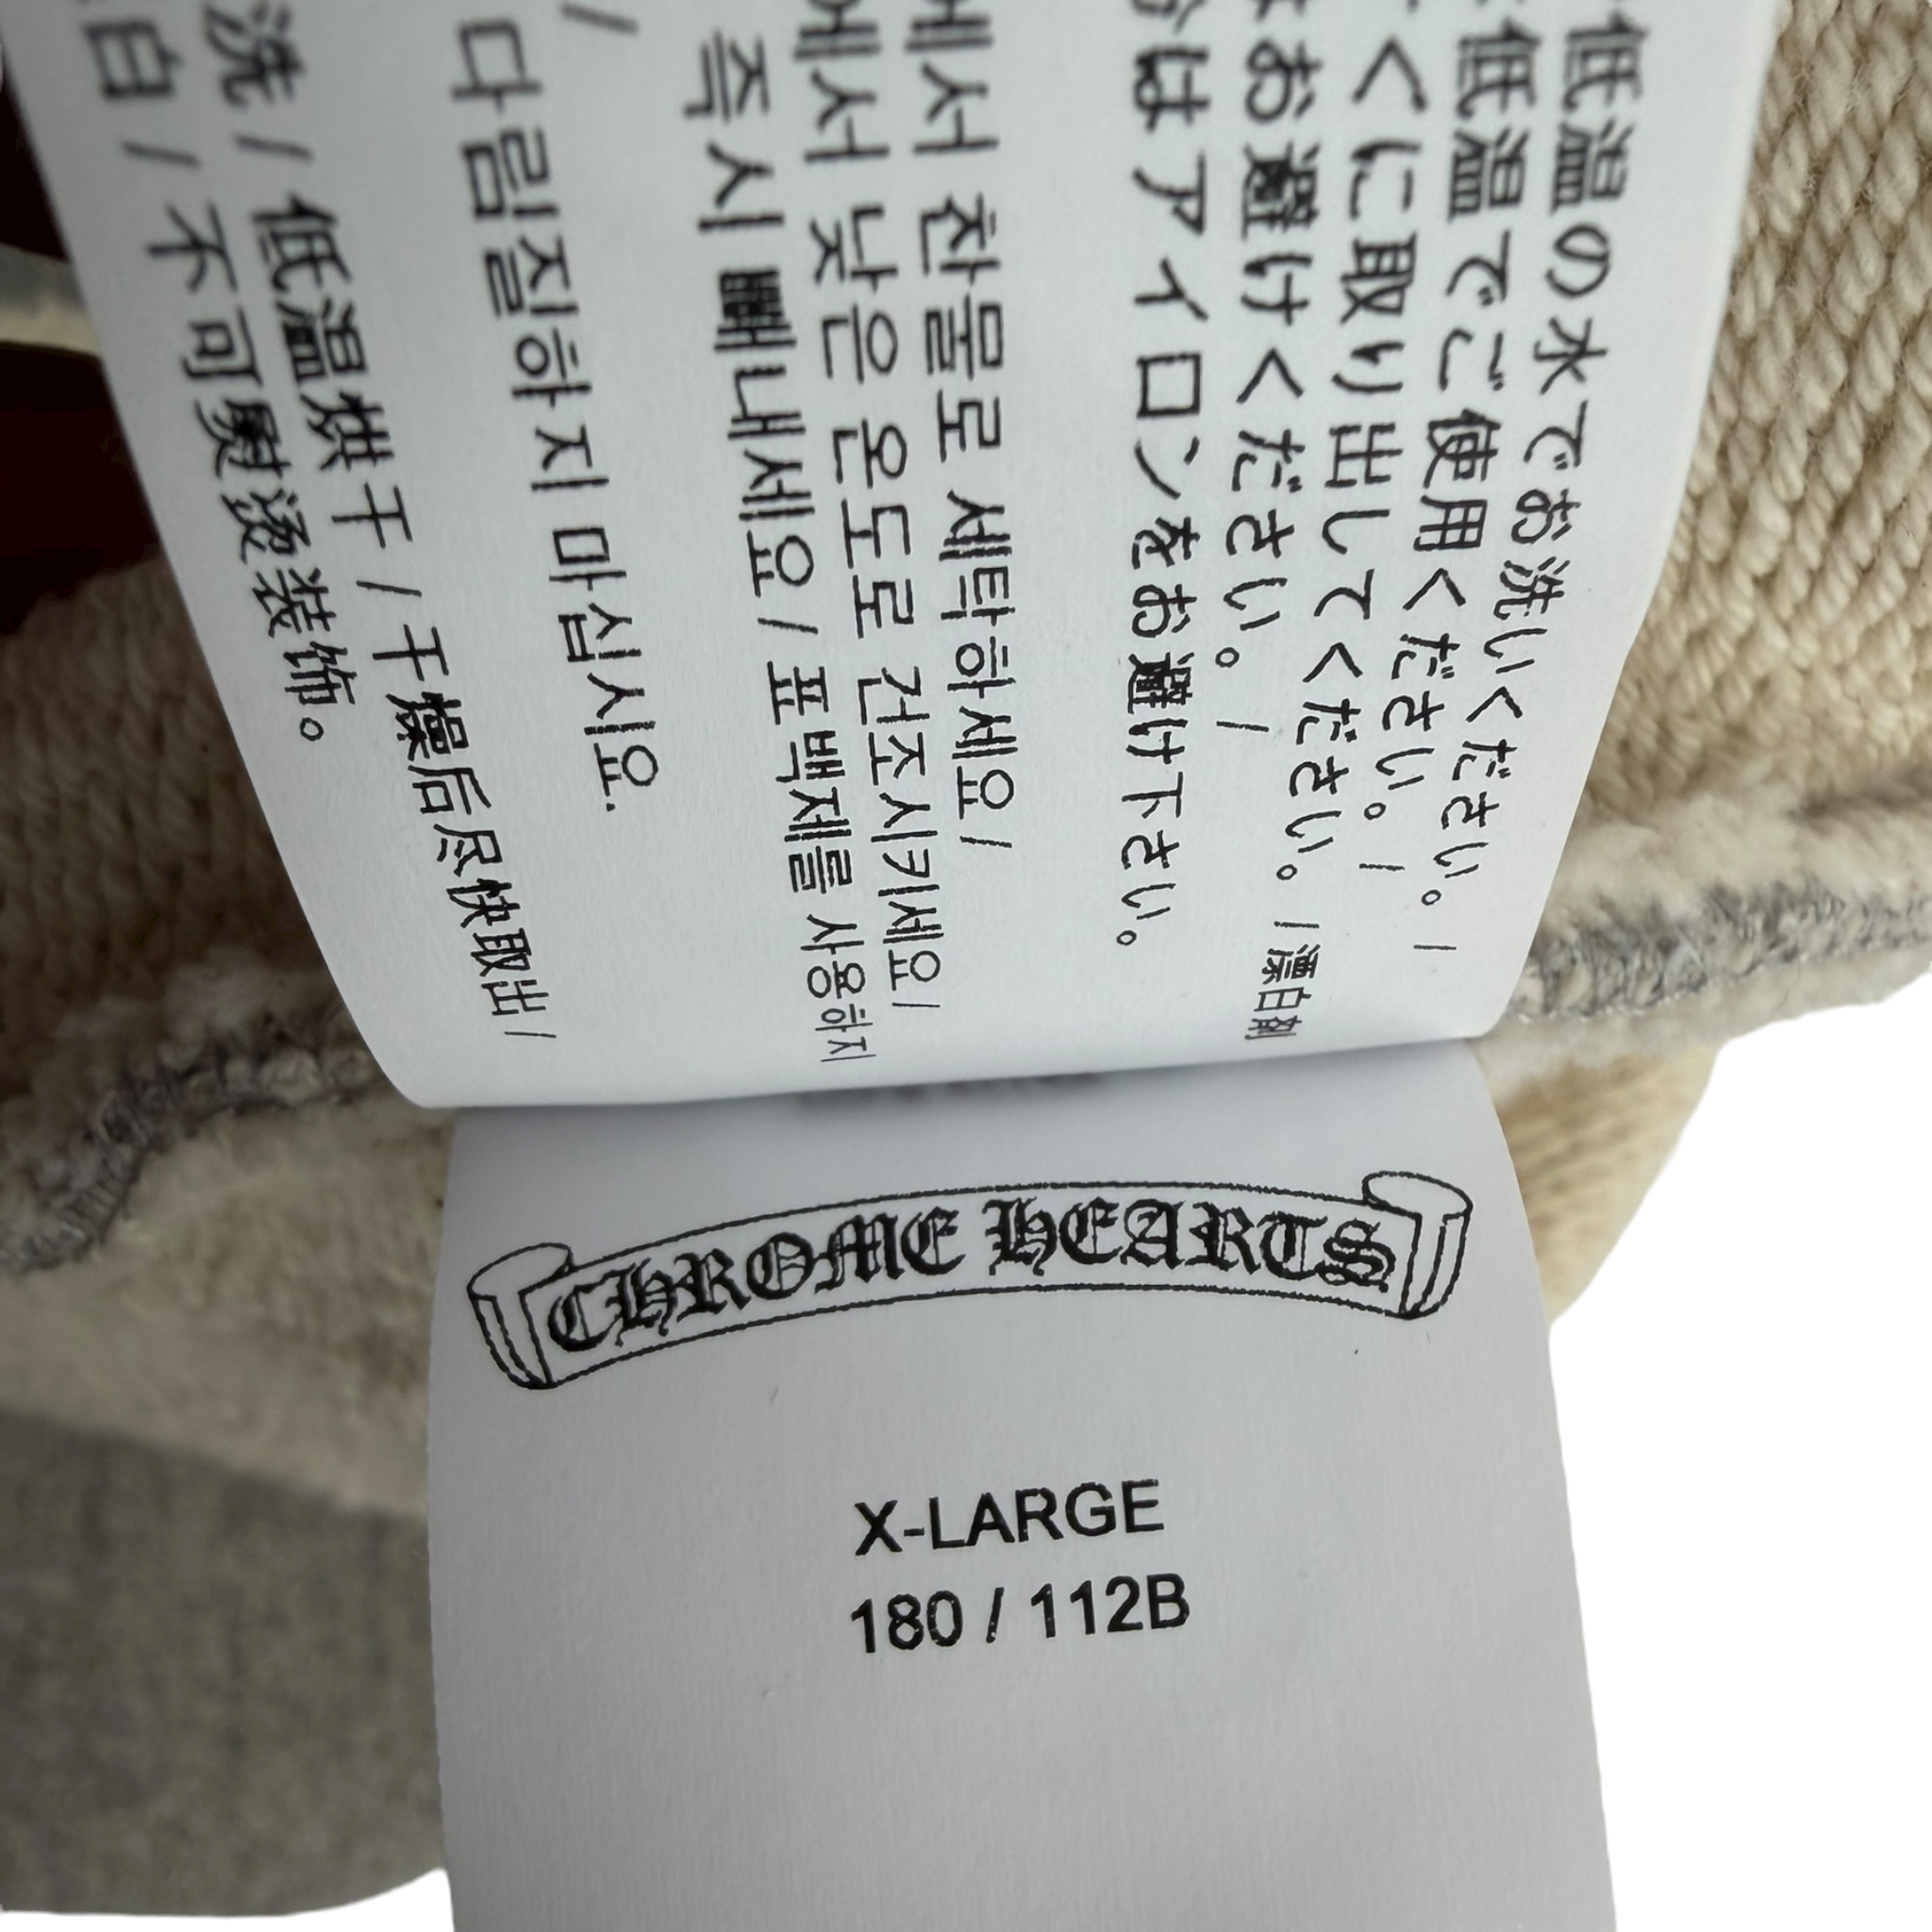 低温の水でお洗いください。/
低温でご使用ください。/
くに取り出してください。/ 漂白剤
お避けください。/
はアイロンをお避け下さい。
에서 찬물로 세탁하세요 /
에서 낮은 온도로 건조시키세요 /
즉시 빼내세요 / 표백제를 사용하지
/
다림질하지 마십시요.
洗 / 低温烘干 / 干燥后尽快取出 /
白 / 不可熨烫装饰。
CHROME HEARTS
X-LARGE
180 / 112B